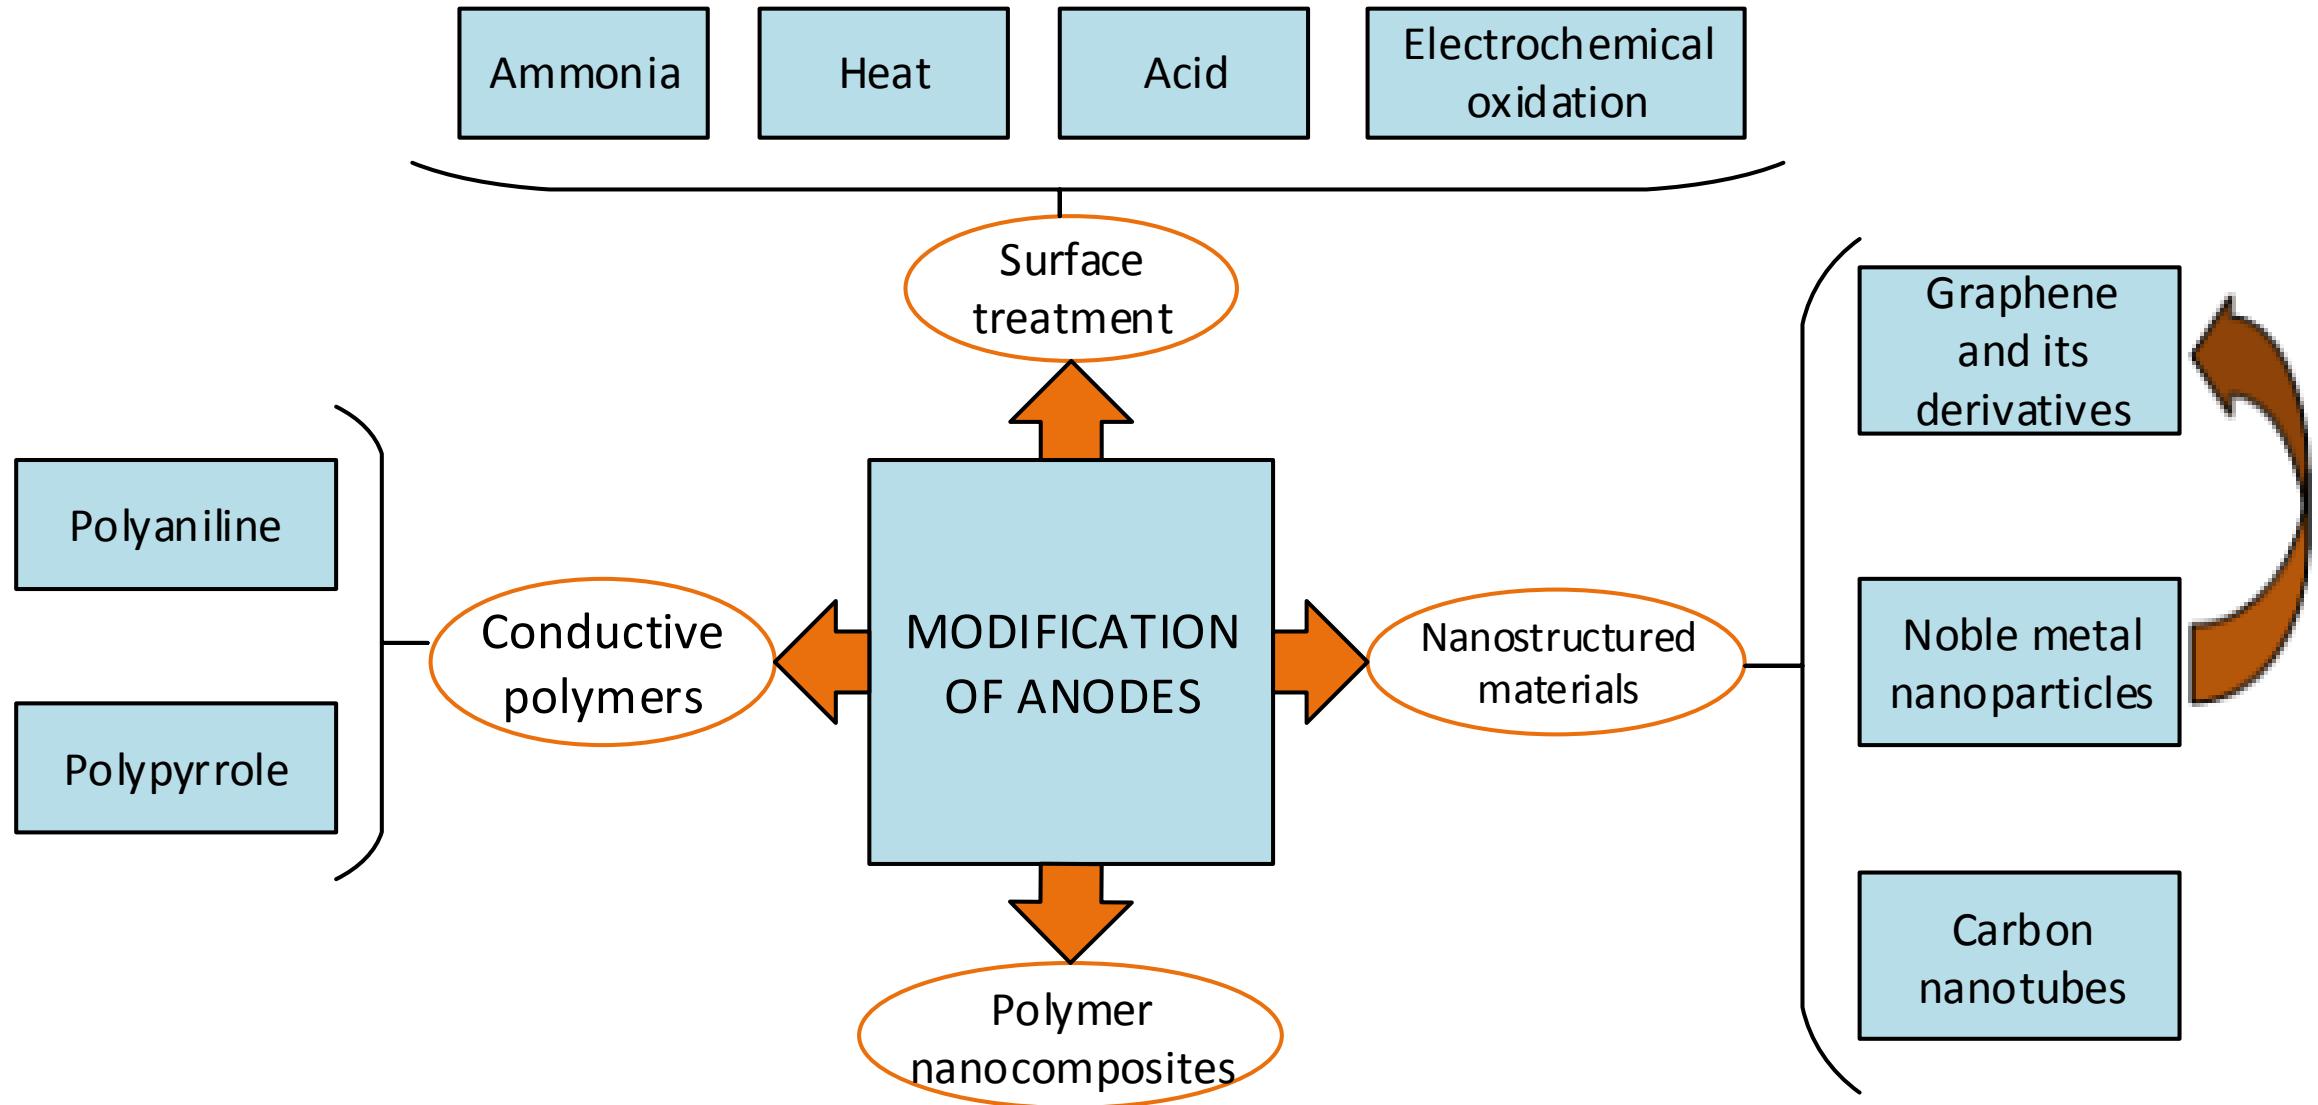 Ammonia
Heat
Acid
Electrochemical
oxidation
Surface
treatment
Graphene
and its
derivatives
Polyaniline
Polypyrrole
Conductive
polymers
MODIFICATION
OF ANODES
Nanostructured
materials
Noble metal
nanoparticles
Carbon
nanotubes
Polymer
nanocomposites